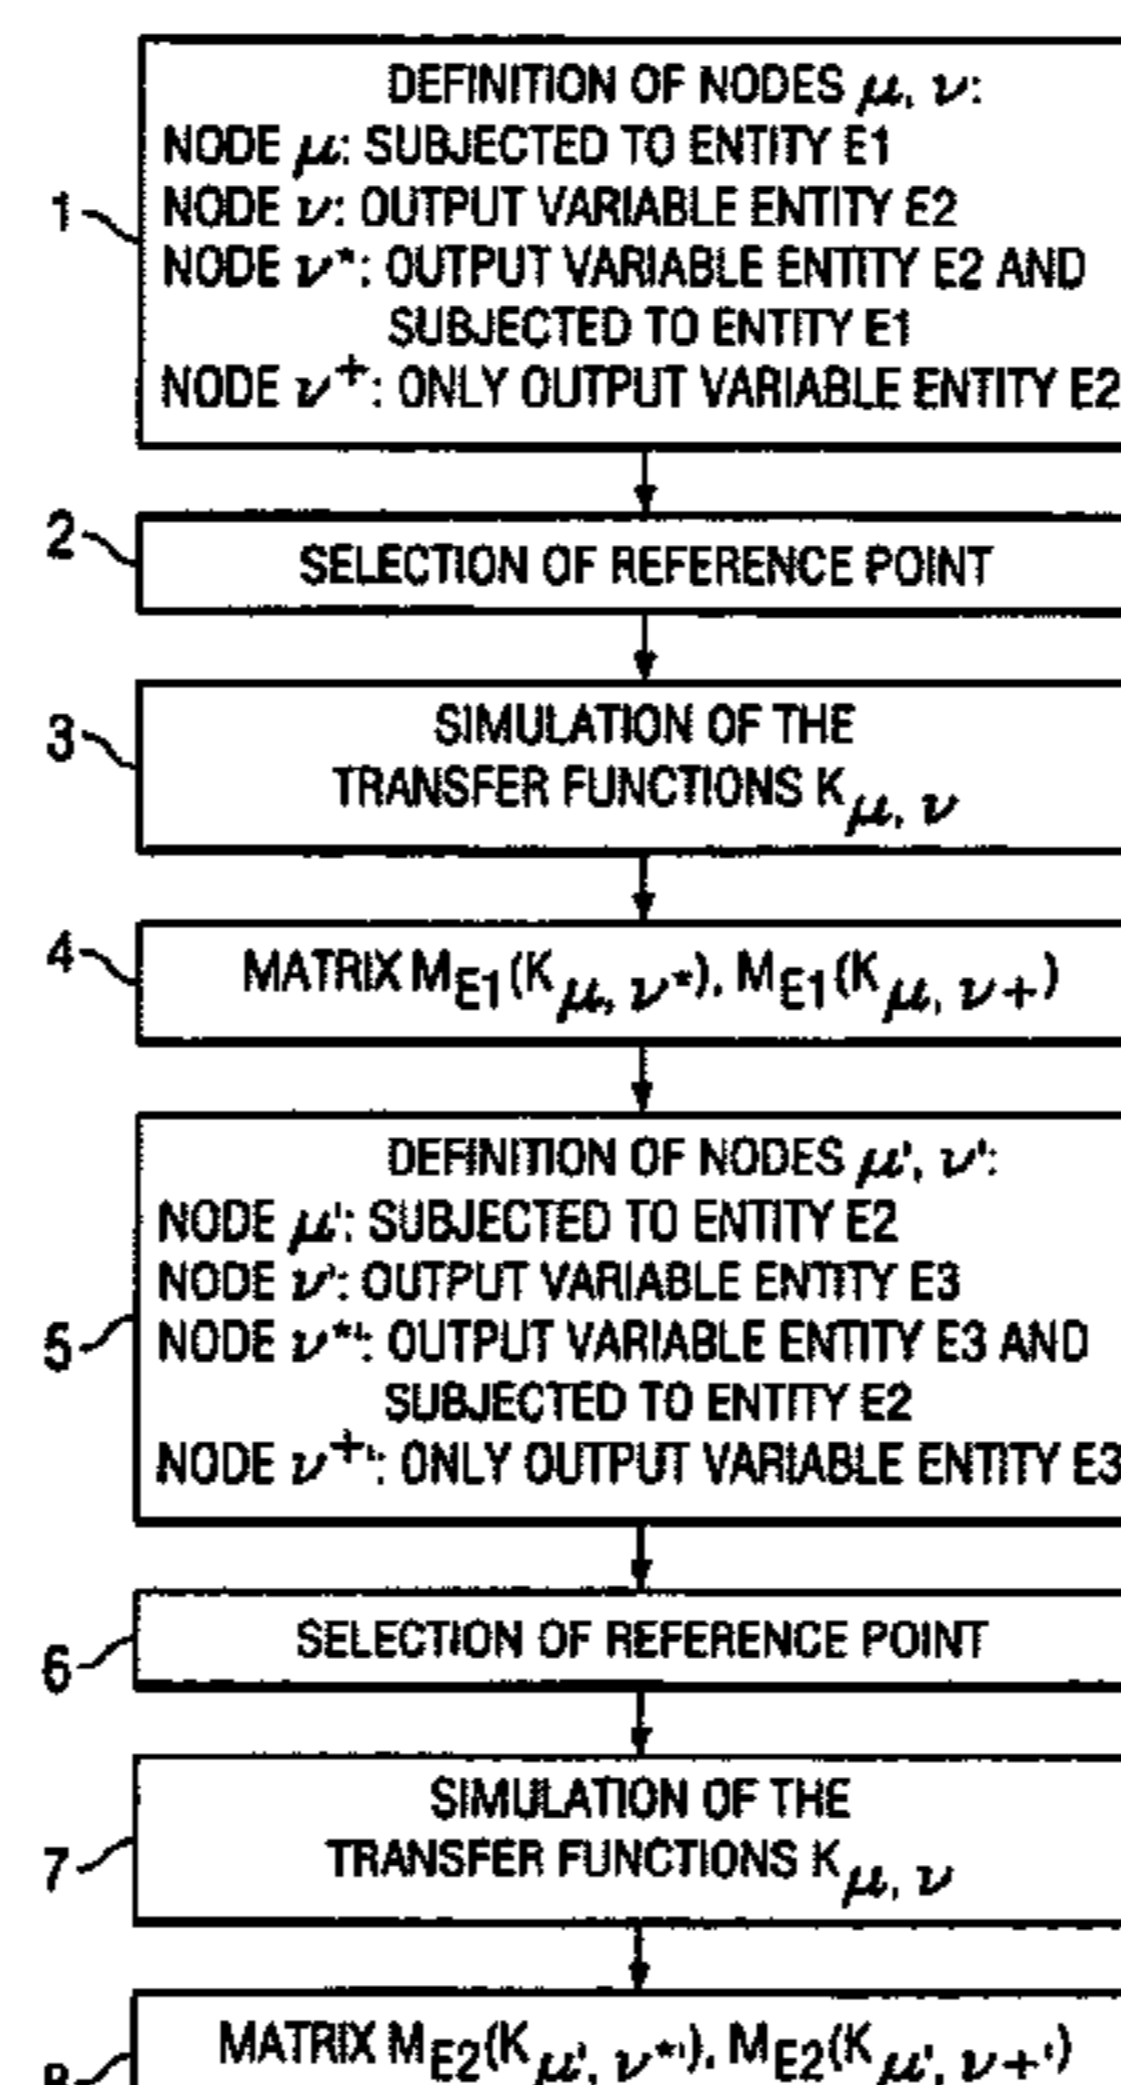 DEFINITION OF NODES μ, ν:
NODE μ: SUBJECTED TO ENTITY E1
1
NODE ν: OUTPUT VARIABLE ENTITY E2
NODE ν*: OUTPUT VARIABLE ENTITY E2 AND
SUBJECTED TO ENTITY E1
NODE ν+: ONLY OUTPUT VARIABLE ENTITY E2
2
SELECTION OF REFERENCE POINT
3
SIMULATION OF THE
TRANSFER FUNCTIONS Kμ, ν
4
MATRIX ME1(Kμ, ν*), ME1(Kμ, ν+)
DEFINITION OF NODES μ', ν':
NODE μ': SUBJECTED TO ENTITY E2
NODE ν': OUTPUT VARIABLE ENTITY E3
5
NODE ν*': OUTPUT VARIABLE ENTITY E3 AND
SUBJECTED TO ENTITY E2
NODE ν+': ONLY OUTPUT VARIABLE ENTITY E3
6
SELECTION OF REFERENCE POINT
7
SIMULATION OF THE
TRANSFER FUNCTIONS Kμ, ν
8
MATRIX ME2(Kμ', ν*'), ME2(Kμ', ν+')